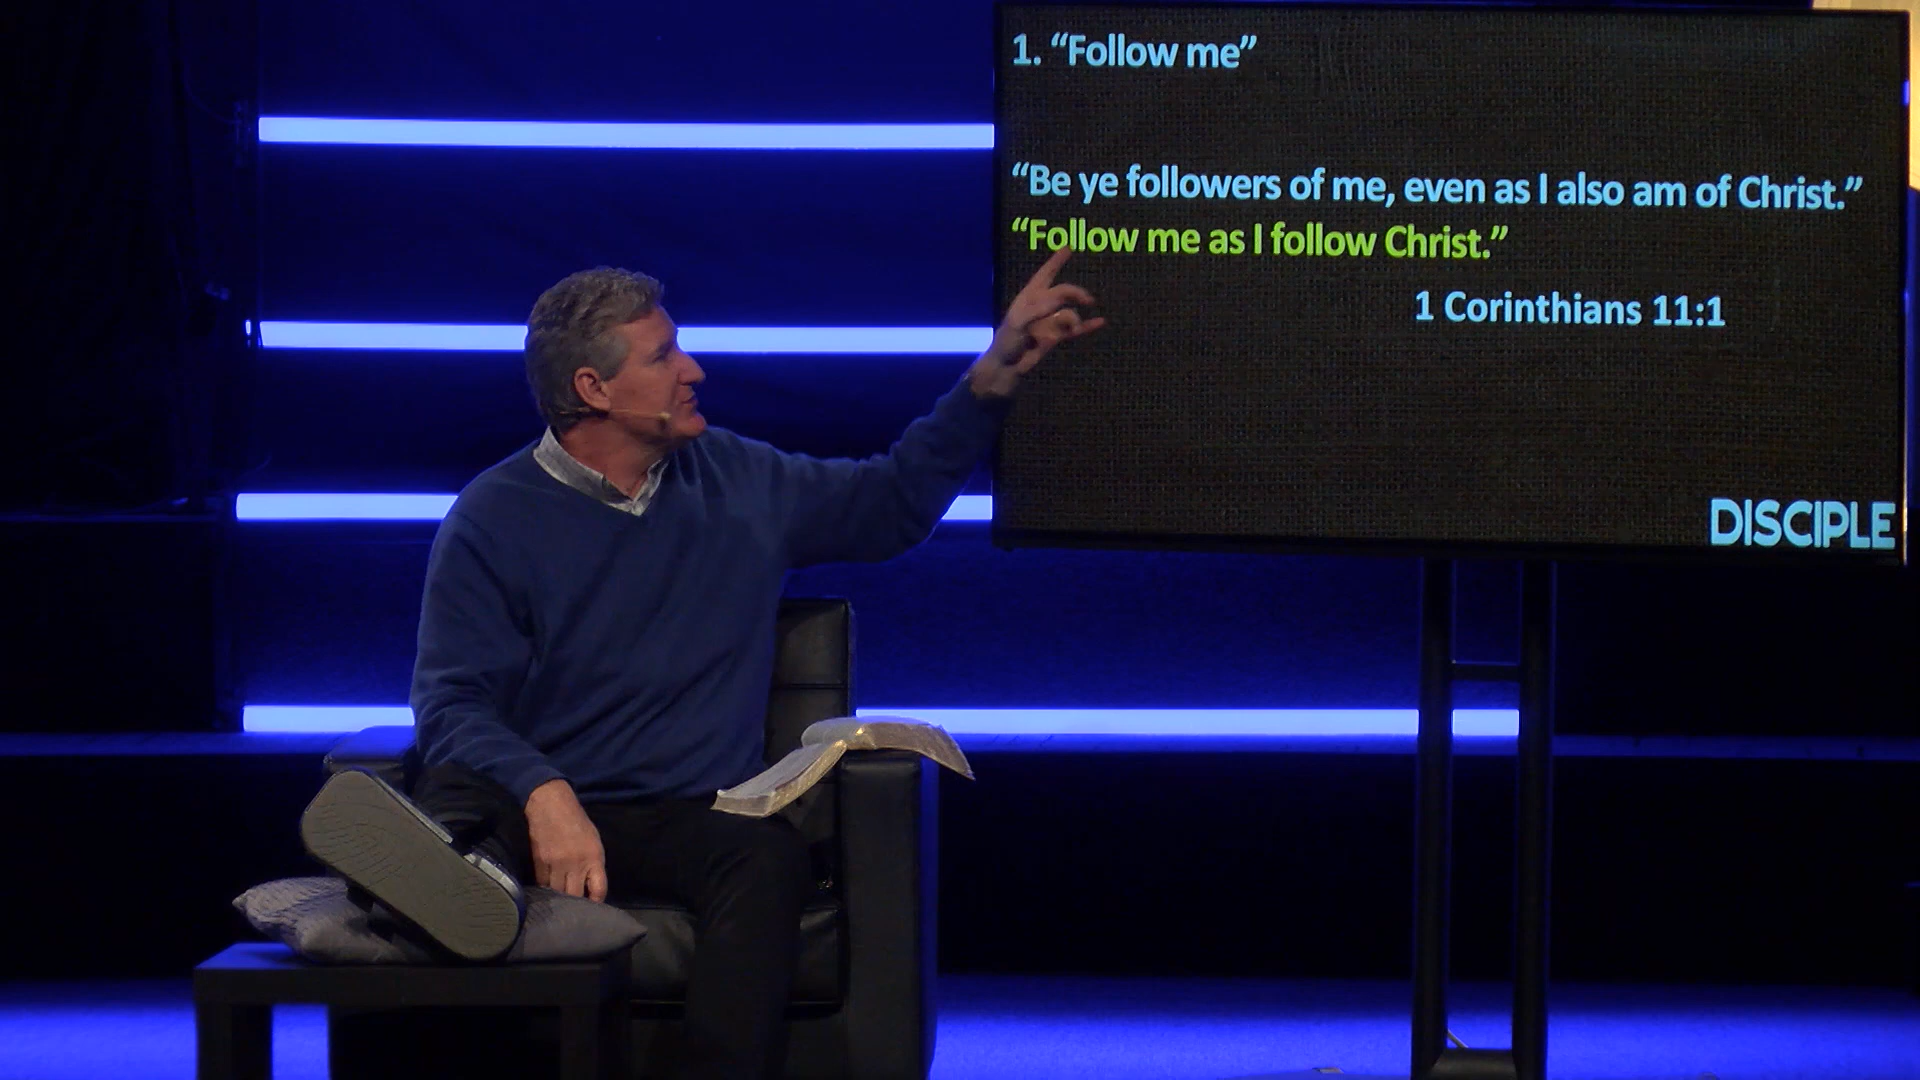 1. “Follow me”
“Be ye followers of me, even as I also am of Christ.”
“Follow me as I follow Christ.”
1 Corinthians 11:1
DISCIPLE